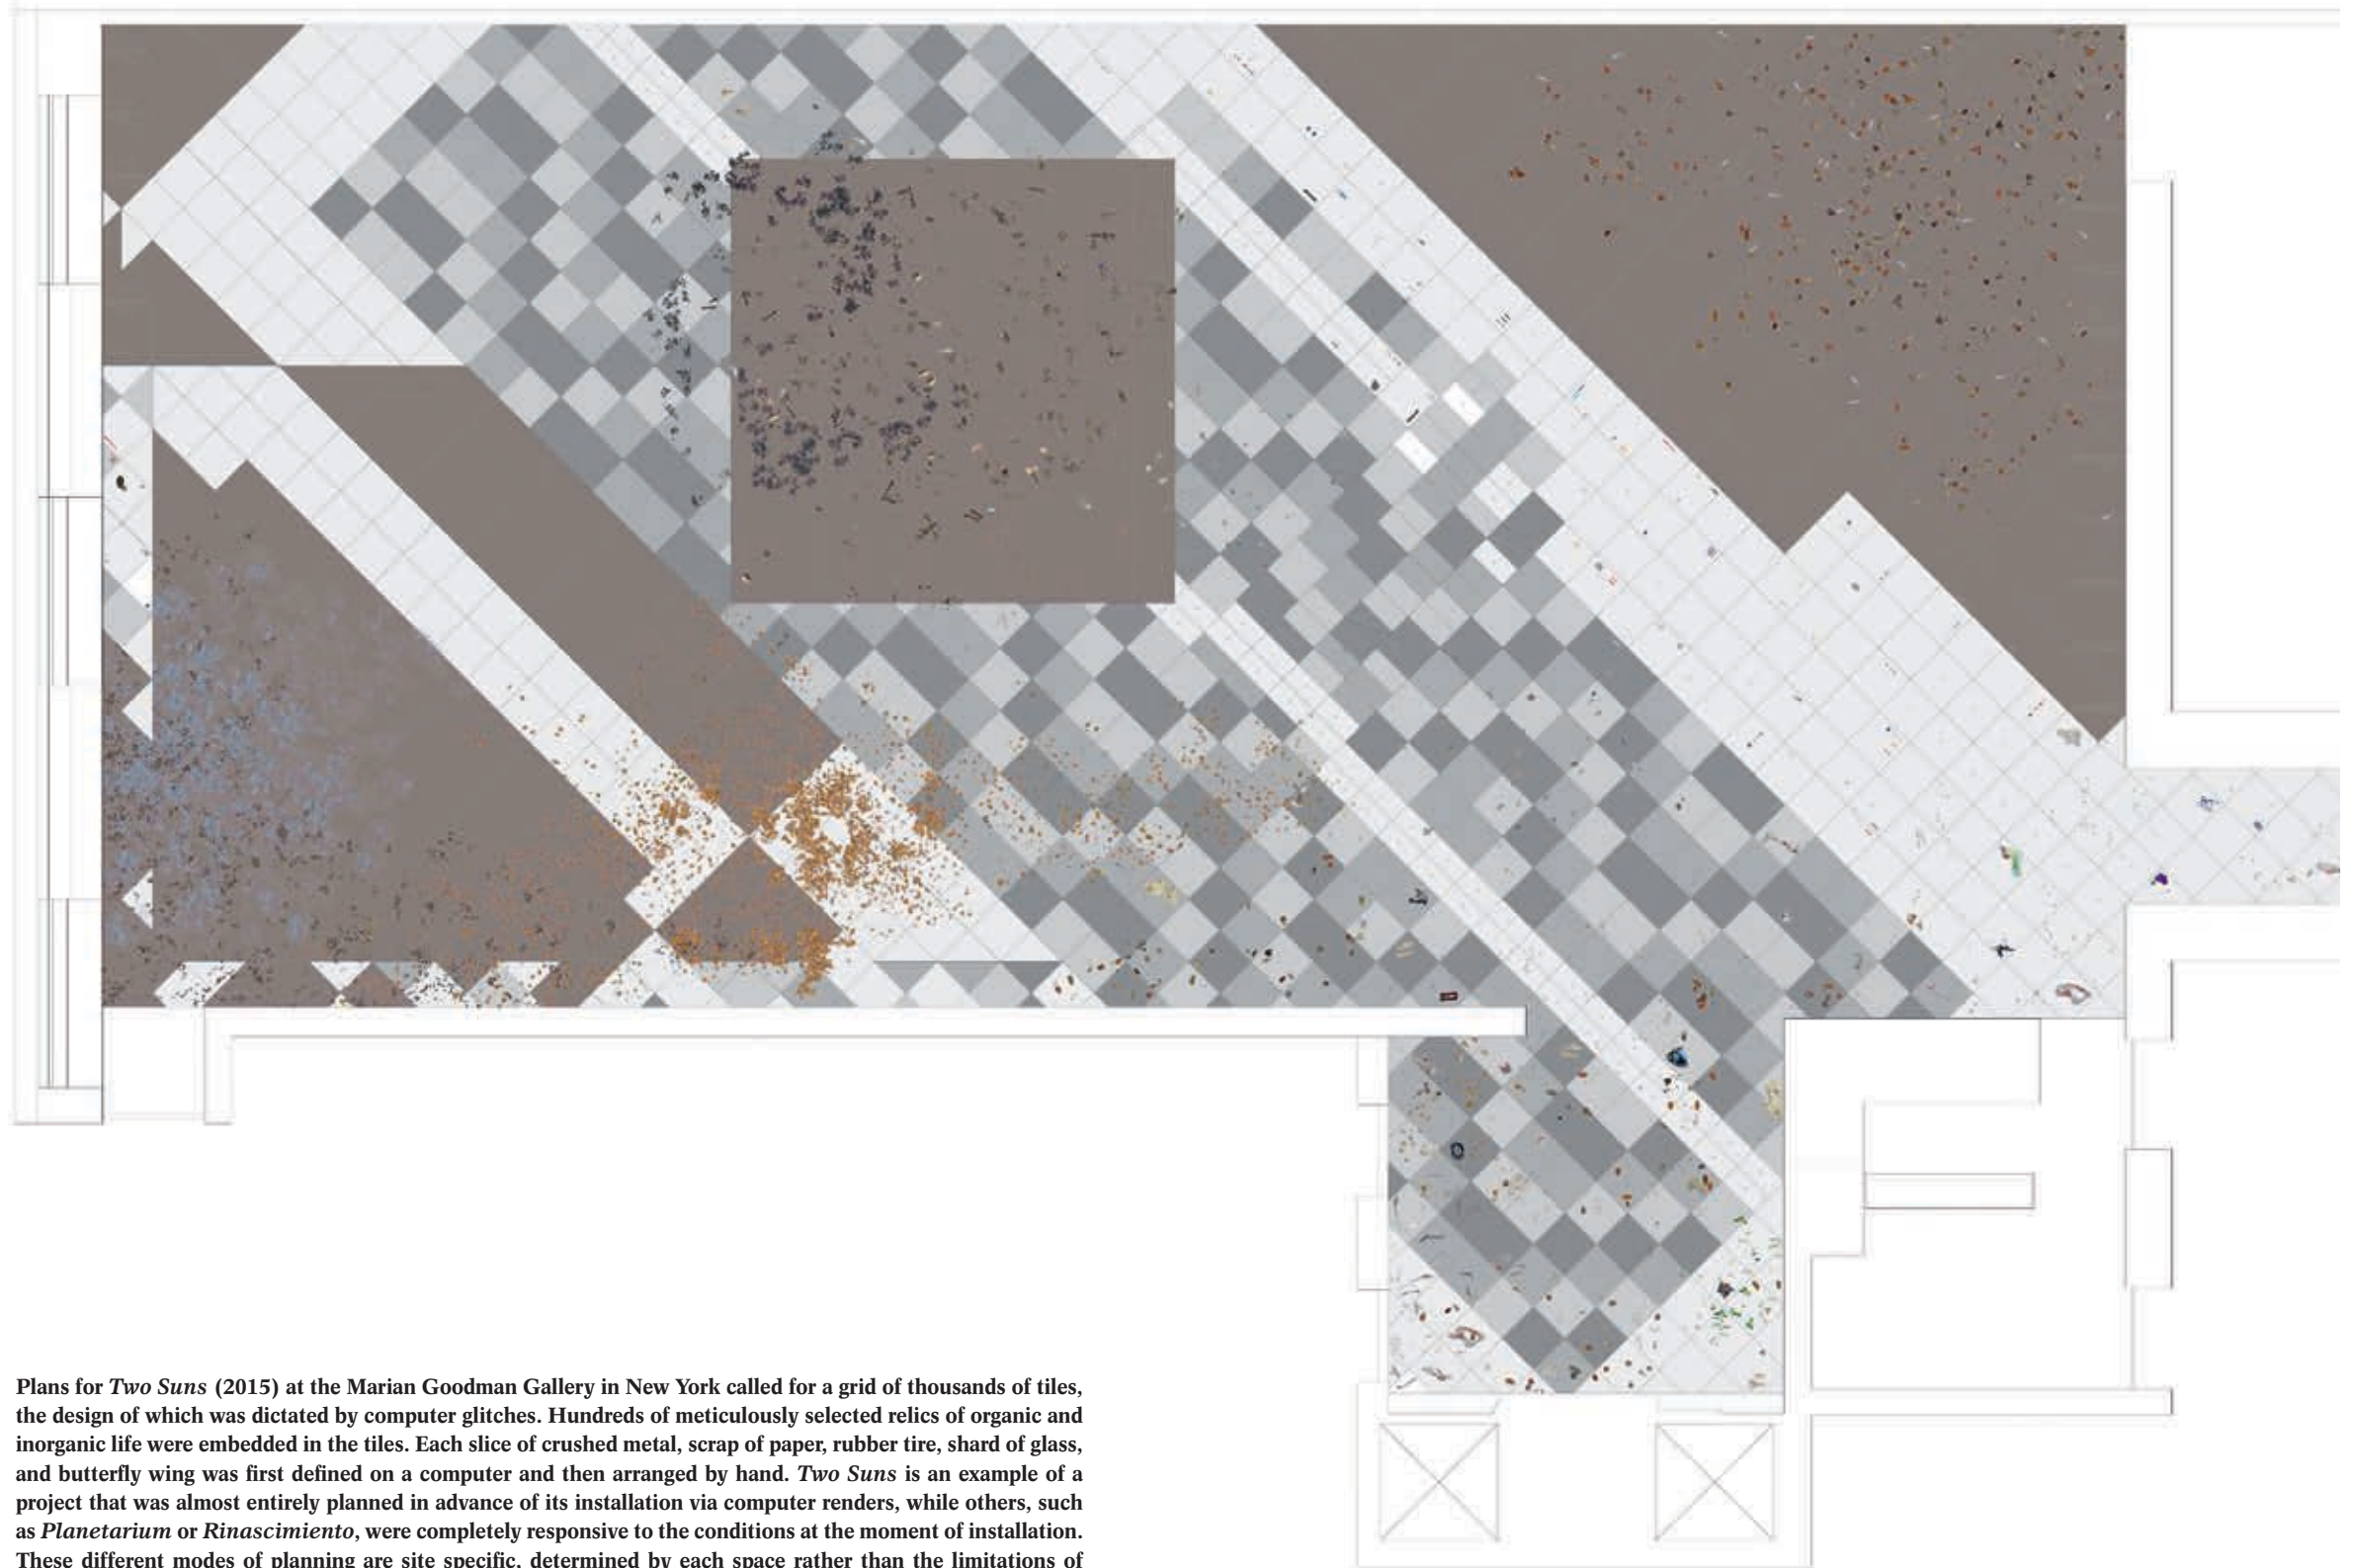 Plans for Two Suns (2015) at the Marian Goodman Gallery in New York called for a grid of thousands of tiles,
the design of which was dictated by computer glitches. Hundreds of meticulously selected relics of organic and
inorganic life were embedded in the tiles. Each slice of crushed metal, scrap of paper, rubber tire, shard of glass,
and butterfly wing was first defined on a computer and then arranged by hand. Two Suns is an example of a
project that was almost entirely planned in advance of its installation via computer renders, while others, such
as Planetarium or Rinascimiento, were completely responsive to the conditions at the moment of installation.
These different modes of planning are site specific, determined by each space rather than the limitations of